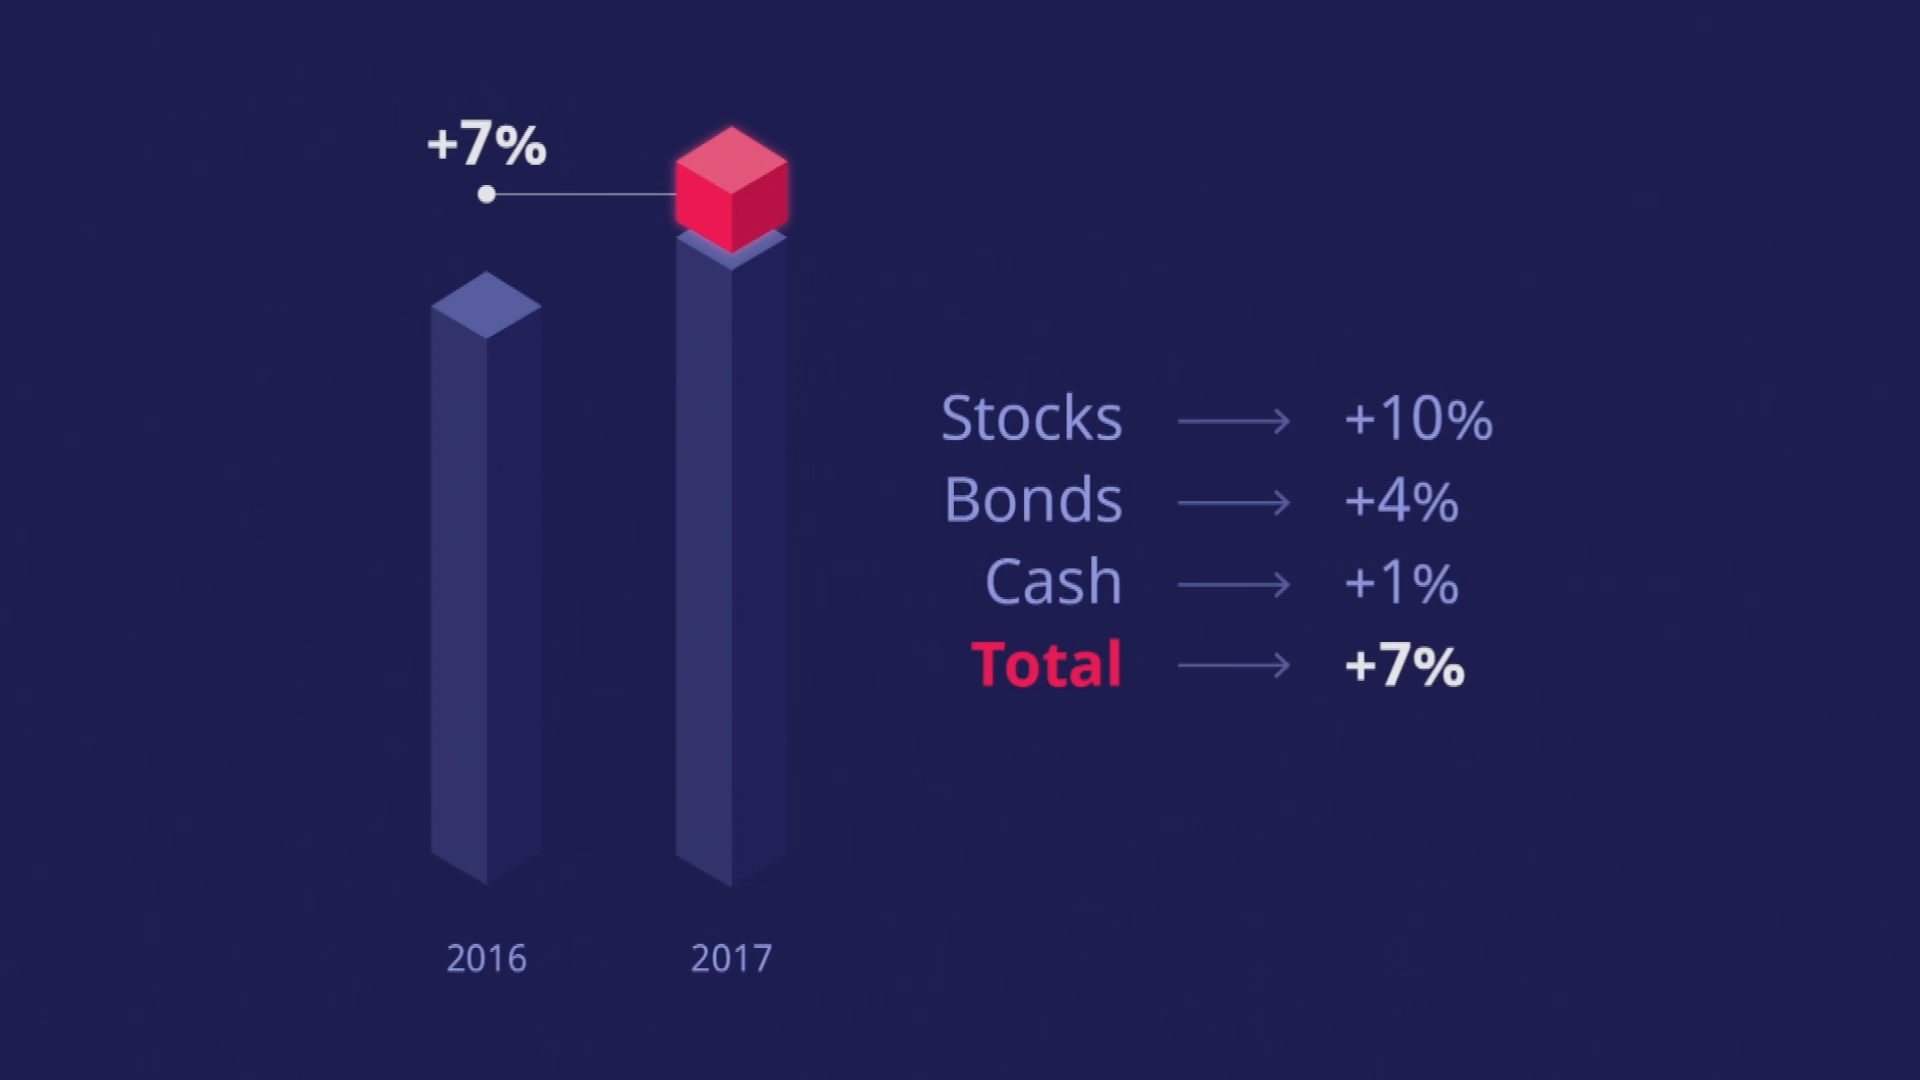 +7%
Stocks → +10%
Bonds → +4%
Cash → +1%
Total → +7%
2016 2017